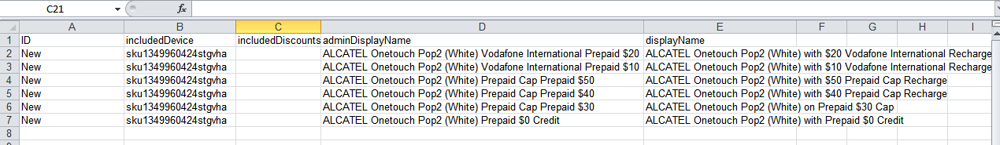 C21 fx
A B C D E F G H I
1 ID includedDevice includedDiscounts adminDisplayName displayName
2 New sku1349960424stgvha ALCATEL Onetouch Pop2 (White) Vodafone International Prepaid $20 ALCATEL Onetouch Pop2 (White) with $20 Vodafone International Recharge
3 New sku1349960424stgvha ALCATEL Onetouch Pop2 (White) Vodafone International Prepaid $10 ALCATEL Onetouch Pop2 (White) with $10 Vodafone International Recharge
4 New sku1349960424stgvha ALCATEL Onetouch Pop2 (White) Prepaid Cap Prepaid $50 ALCATEL Onetouch Pop2 (White) with $50 Prepaid Cap Recharge
5 New sku1349960424stgvha ALCATEL Onetouch Pop2 (White) Prepaid Cap Prepaid $40 ALCATEL Onetouch Pop2 (White) with $40 Prepaid Cap Recharge
6 New sku1349960424stgvha ALCATEL Onetouch Pop2 (White) Prepaid Cap Prepaid $30 ALCATEL Onetouch Pop2 (White) on Prepaid $30 Cap
7 New sku1349960424stgvha ALCATEL Onetouch Pop2 (White) Prepaid $0 Credit ALCATEL Onetouch Pop2 (White) with Prepaid $0 Credit
8